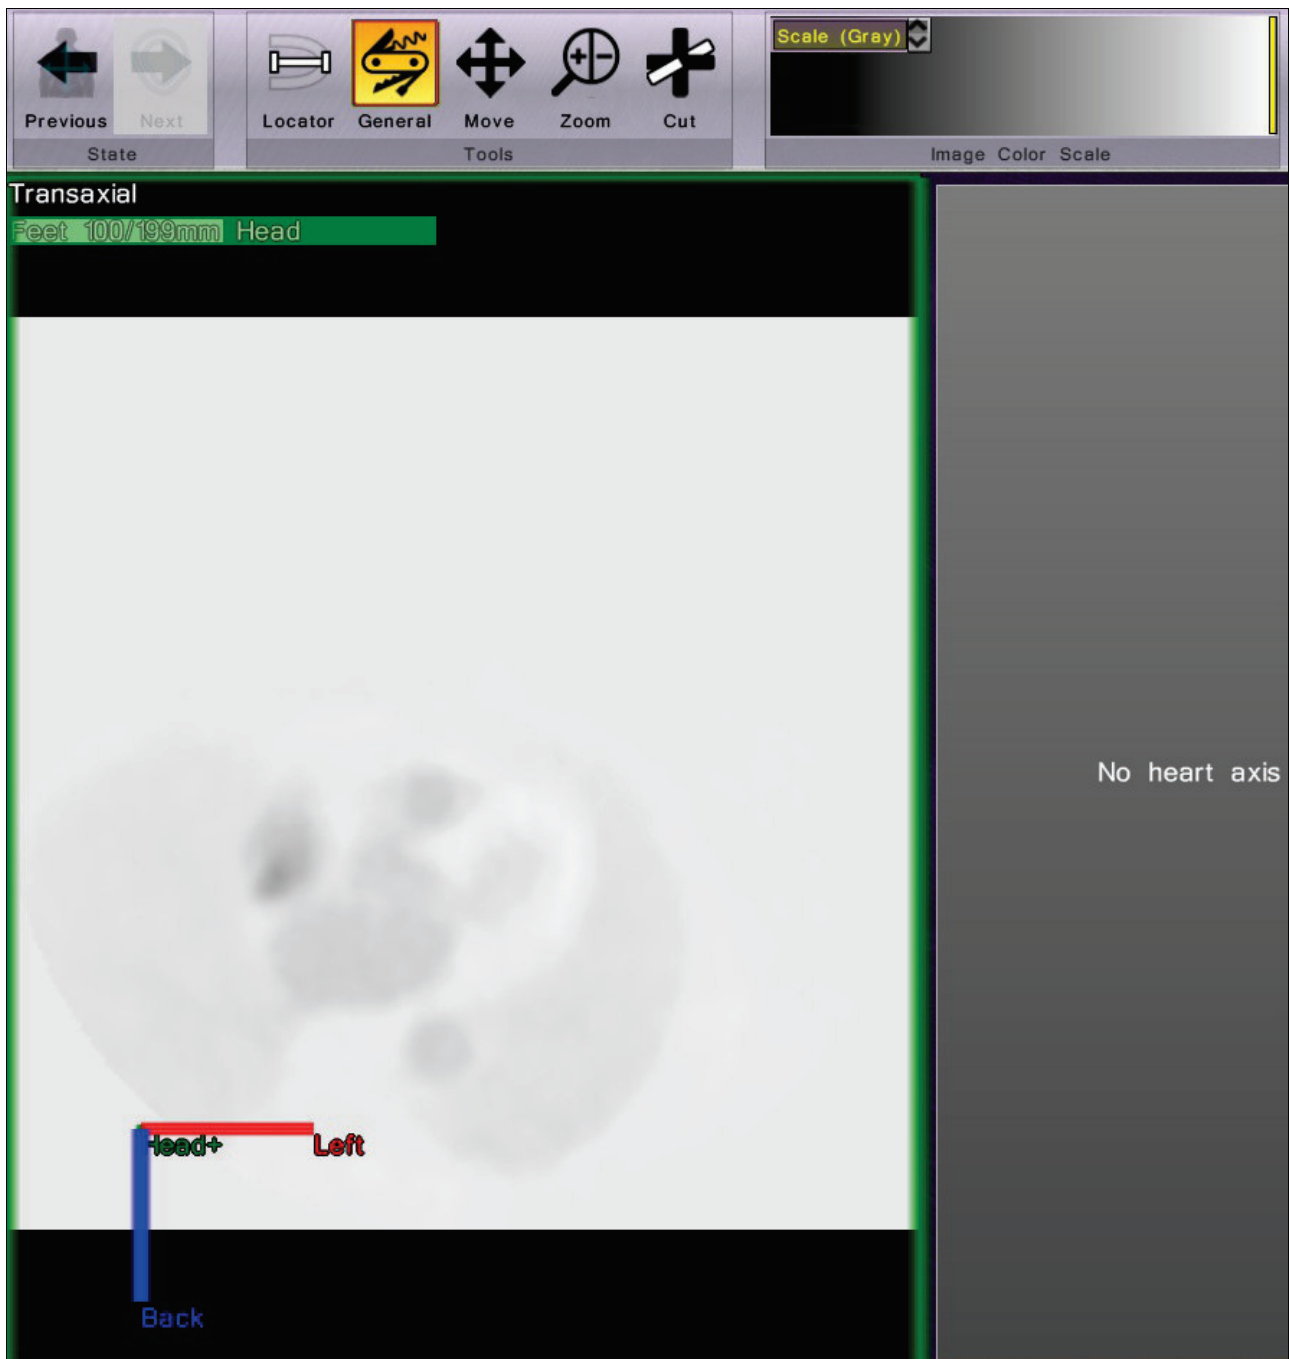 Scale (Gray)
Previous Next Locator General Move Zoom Cut
State Tools Image Color Scale
Transaxial
Feet 100/199mm Head
No heart axis
Head+ Left
Back